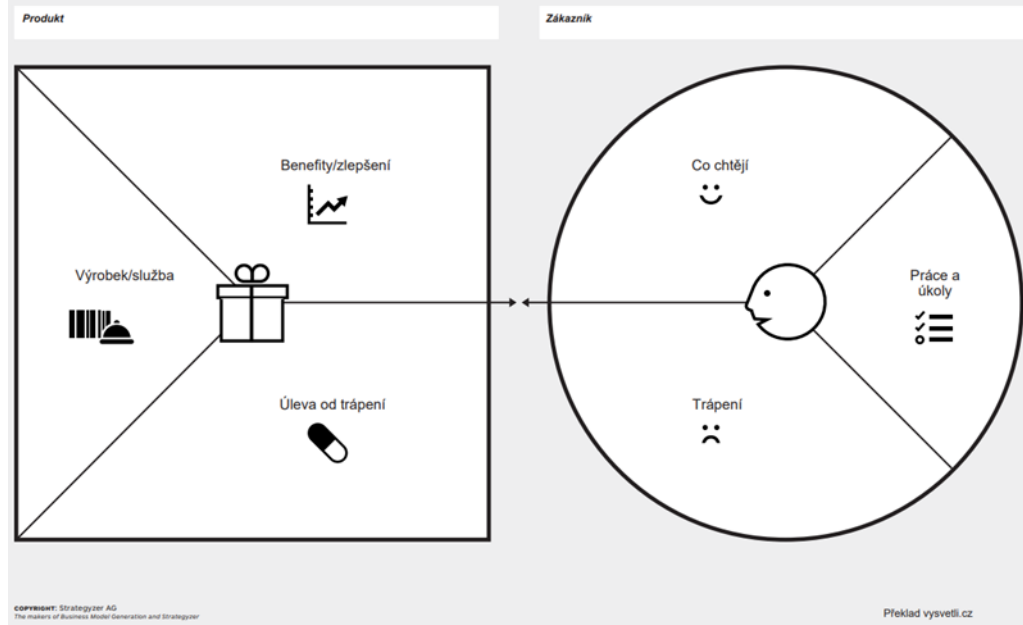 Produkt
Zákazník
Benefity/zlepšení
Výrobek/služba
Úleva od trápení
Co chtějí
Práce a
úkoly
Trápení
COPYRIGHT: Strategyzer AG
The makers of Business Model Generation and Strategyzer
Překlad vysvetli.cz